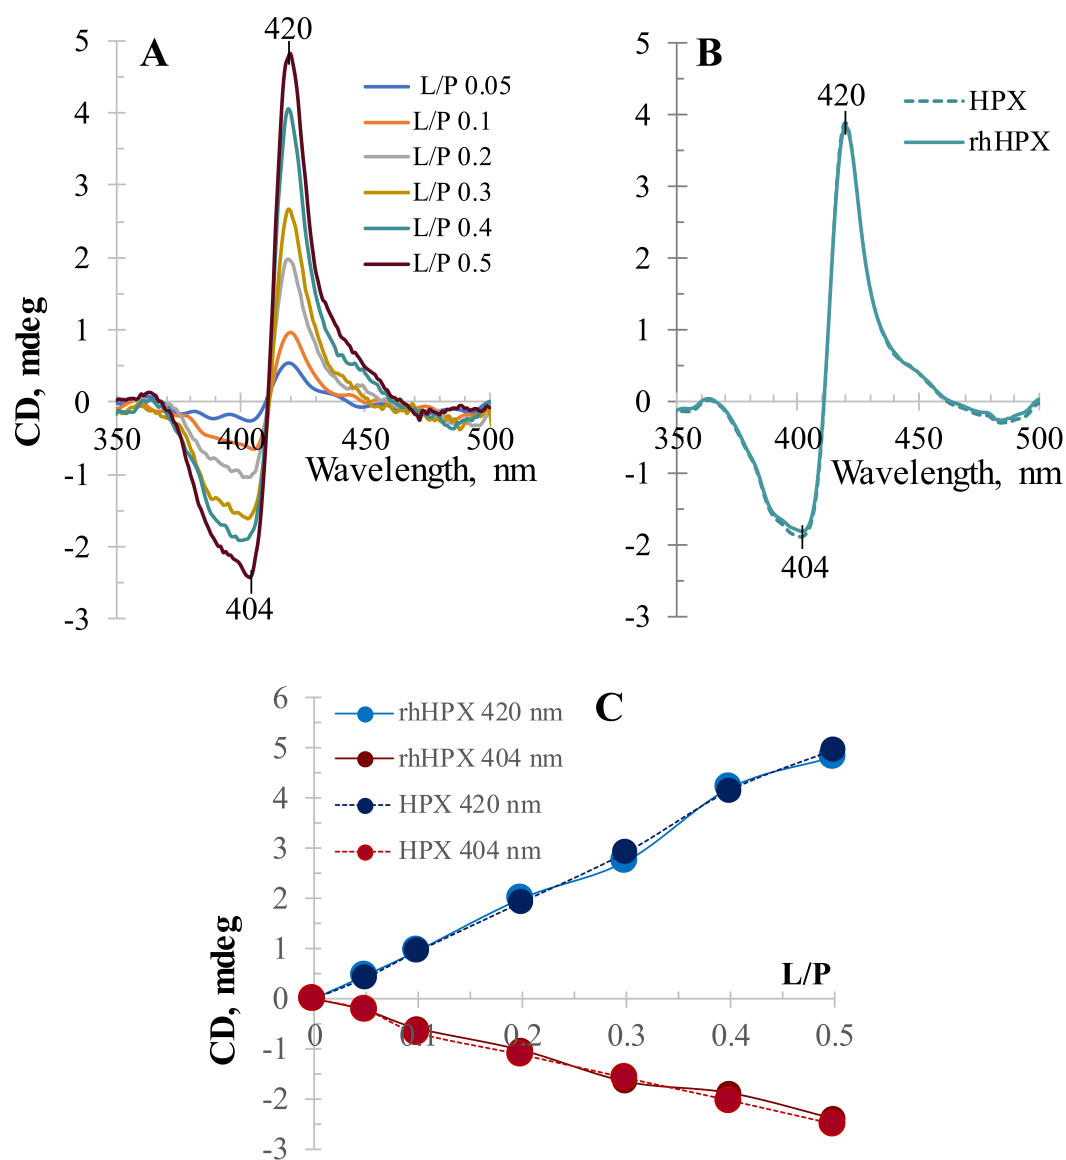 A
420
5
4
3
2
1
0
-1
-2
-3
350
400
450
500
404
CD, mdeg
Wavelength, nm
L/P 0.05
L/P 0.1
L/P 0.2
L/P 0.3
L/P 0.4
L/P 0.5
B
420
5
4
3
2
1
0
-1
-2
-3
350
400
450
500
404
Wavelength, nm
HPX
rhHPX
C
6
5
4
3
2
1
0
-1
-2
-3
rhHPX 420 nm
rhHPX 404 nm
HPX 420 nm
HPX 404 nm
CD, mdeg
L/P
0
0.1
0.2
0.3
0.4
0.5